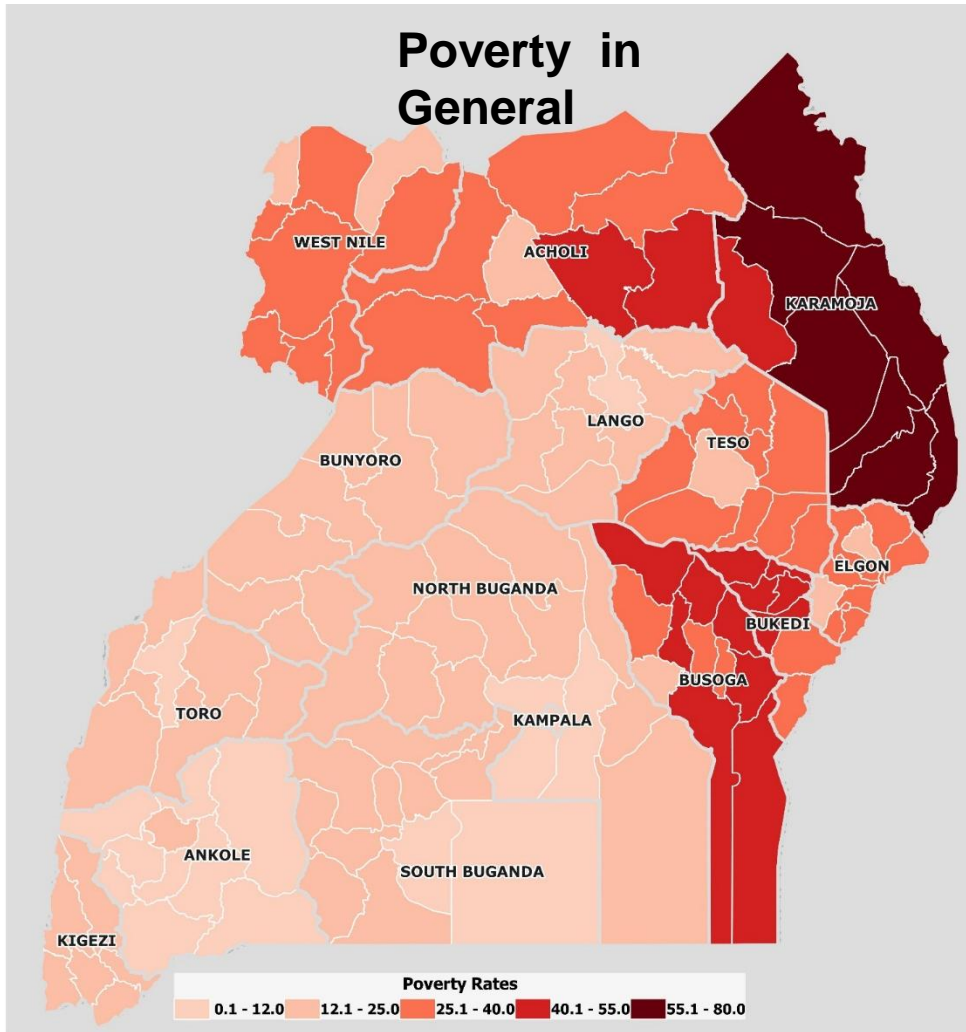 Poverty in
General
WEST NILE
ACHOLI
KARAMOJA
LANGO
TESO
BUNYORO
ELGON
NORTH BUGANDA
BUKEDI
BUSOGA
TORO
KAMPALA
ANKOLE
SOUTH BUGANDA
KIGEZI
Poverty Rates
0.1 - 12.0 12.1 - 25.0 25.1 - 40.0 40.1 - 55.0 55.1 - 80.0